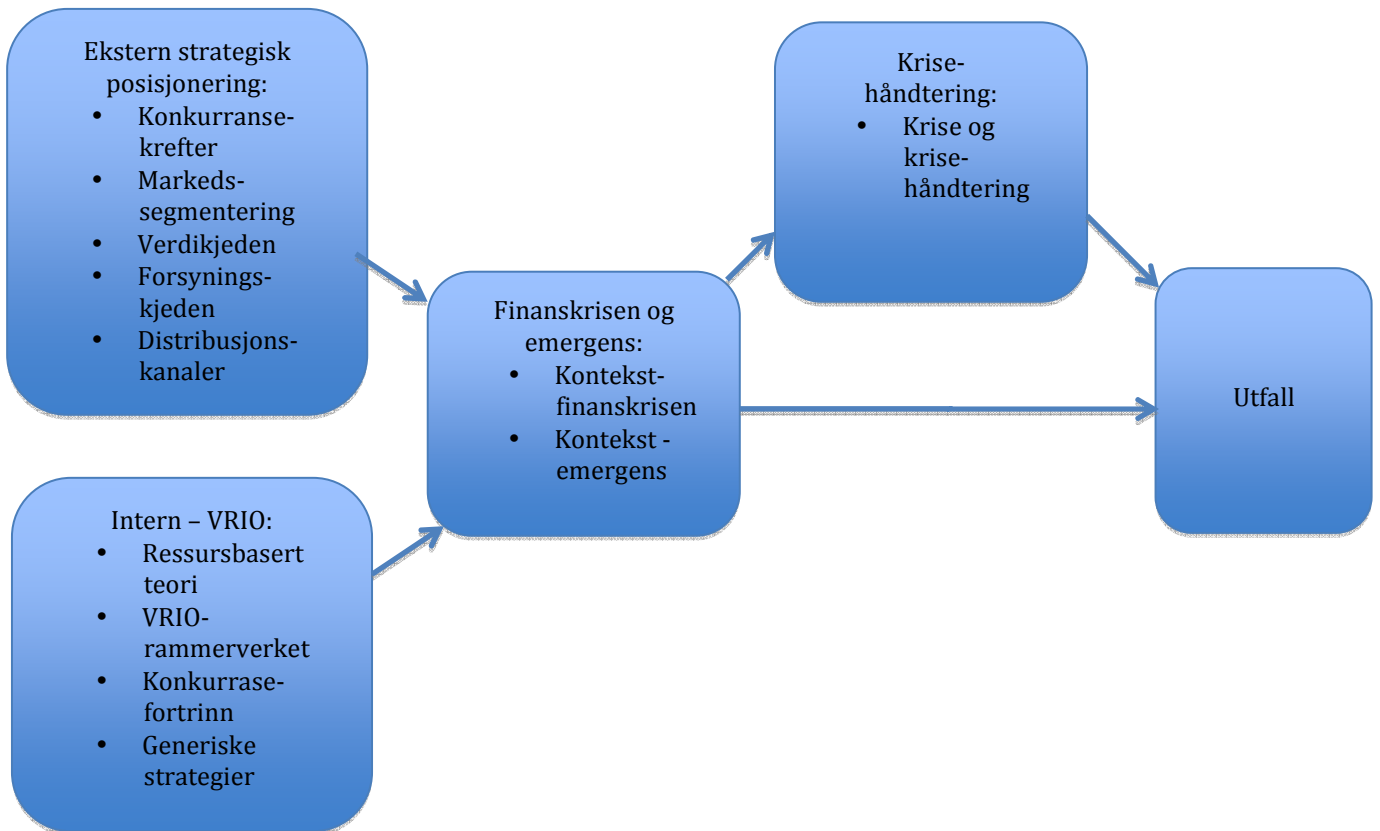 Ekstern strategisk
posisjonering:
• Konkurranse-
krefter
• Markeds-
segmentering
• Verdikjeden
• Forsynings-
kjeden
• Distribusjons-
kanaler
Intern – VRIO:
• Ressursbasert
teori
• VRIO-
rammerverket
• Konkurrase-
fortrinn
• Generiske
strategier
Finanskrisen og
emergens:
• Kontekst-
finanskrisen
• Kontekst -
emergens
Krise-
håndtering:
• Krise og
krise-
håndtering
Utfall